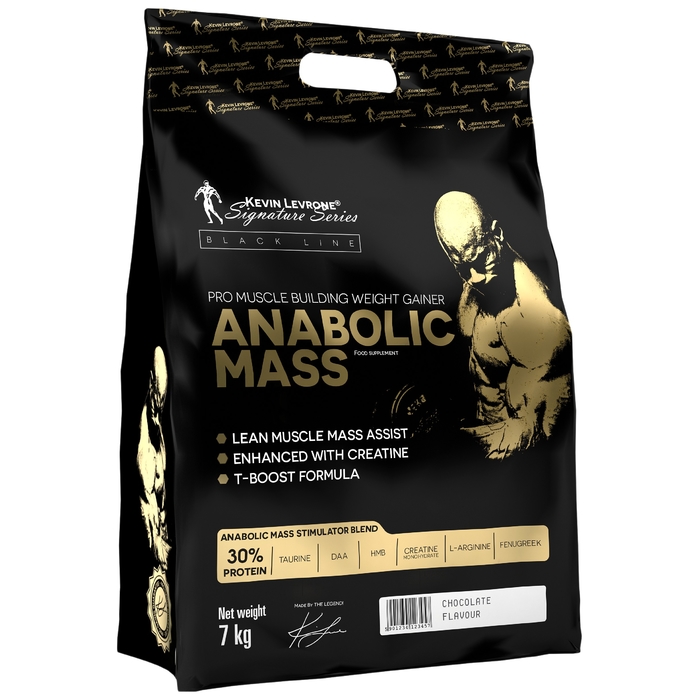 KEVIN LEVRONE®
Signature Series
BLACK LINE
PRO MUSCLE BUILDING WEIGHT GAINER
ANABOLIC
MASS
FOOD SUPPLEMENT
LEAN MUSCLE MASS ASSIST
ENHANCED WITH CREATINE
T-BOOST FORMULA
ANABOLIC MASS STIMULATOR BLEND
30%
PROTEIN
TAURINE
DAA
HMB
CREATINE
MONOHYDRATE
L-ARGININE
FENUGREEK
Net weight
7 kg
MADE BY THE LEGEND!
5901236123457
CHOCOLATE
FLAVOUR